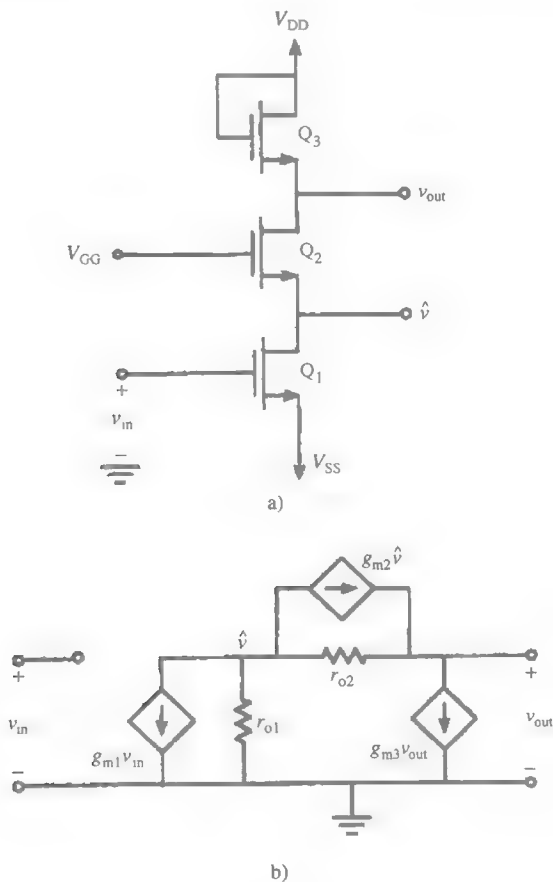 V_DD
Q_3
v_out
V_GG
Q_2
v̂
Q_1
+
v_in
−
V_SS
a)
g_m2 v̂
v̂
+
+
r_o2
v_in
r_o1
v_out
g_m1 v_in
g_m3 v_out
−
−
b)